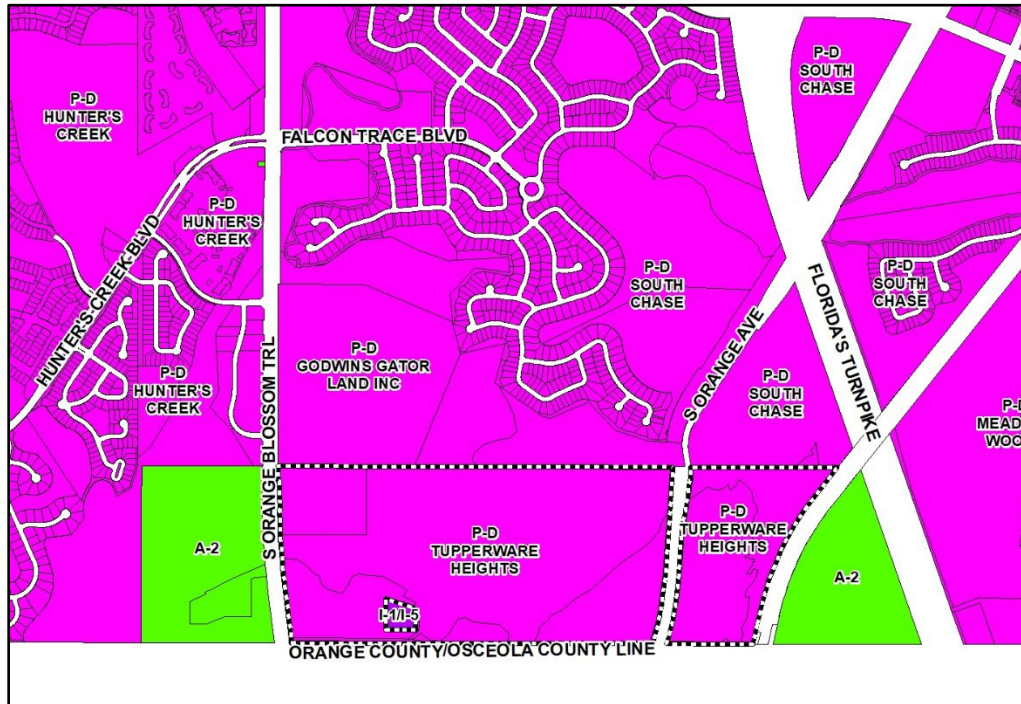 P-D
SOUTH
CHASE
P-D
HUNTER'S
CREEK
FALCON TRACE BLVD
P-D
HUNTER'S
CREEK
HUNTER'S CREEK BLVD
P-D
SOUTH
CHASE
P-D
SOUTH
CHASE
FLORIDA'S TURNPIKE
S ORANGE AVE
S ORANGE BLOSSOM TRL
P-D
GODWINS GATOR
LAND INC
P-D
HUNTER'S
CREEK
P-D
SOUTH
CHASE
P-D
MEAD
WOO
A-2
P-D
TUPPERWARE
HEIGHTS
P-D
TUPPERWARE
HEIGHTS
A-2
I-1/I-5
ORANGE COUNTY/OSCEOLA COUNTY LINE